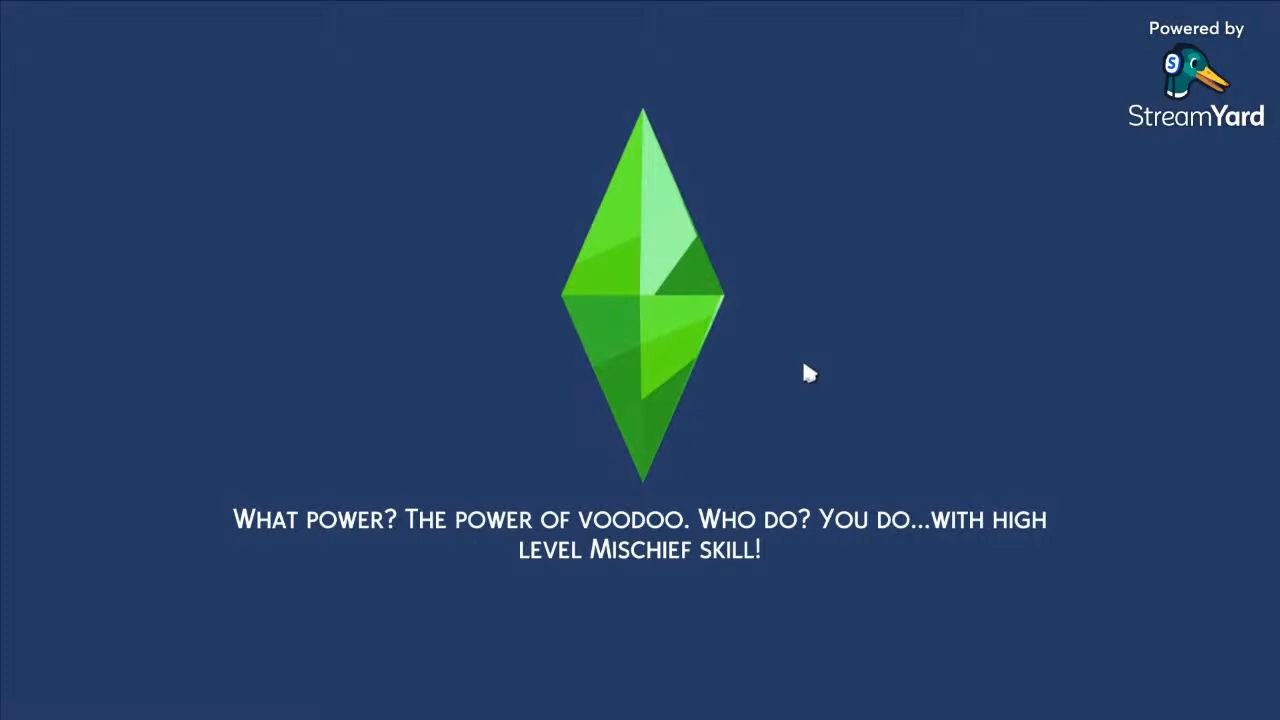 Powered by
S
StreamYard
What power? The power of voodoo. Who do? You do...with high
level Mischief skill!